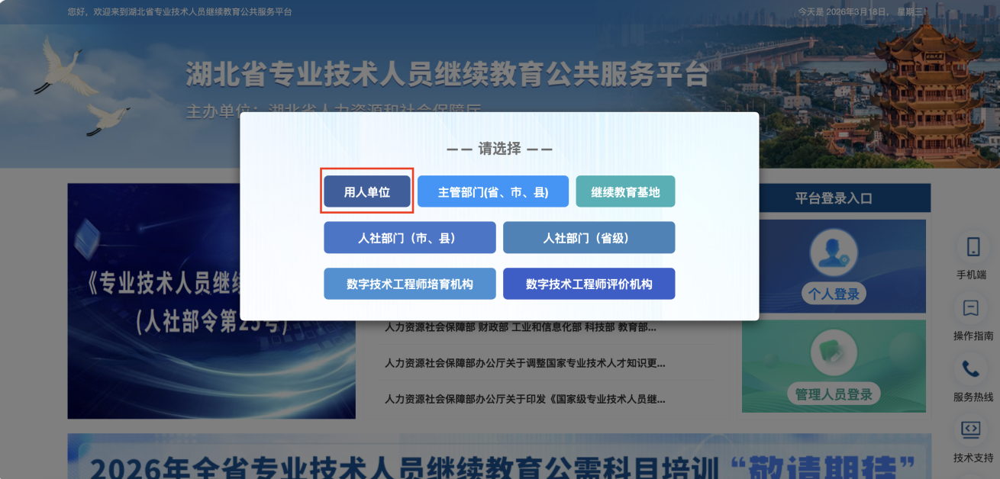 您好，欢迎来到湖北省专业技术人员继续教育公共服务平台
今天是 2026年3月18日， 星期三！
湖北省专业技术人员继续教育公共服务平台
主办单位：湖北省人力资源和社会保障厅
—— 请选择 ——
用人单位
主管部门(省、市、县)
继续教育基地
人社部门（市、县）
人社部门（省级）
数字技术工程师培育机构
数字技术工程师评价机构
《专业技术人员继续
(人社部令第25号)
人力资源社会保障部 财政部 工业和信息化部 科技部 教育部...
人力资源社会保障部办公厅关于调整国家专业技术人才知识更...
人力资源社会保障部办公厅关于印发《国家级专业技术人员继...
平台登录入口
个人登录
管理人员登录
手机端
操作指南
服务热线
技术支持
2026年全省专业技术人员继续教育公需科目培训“敬请期待”